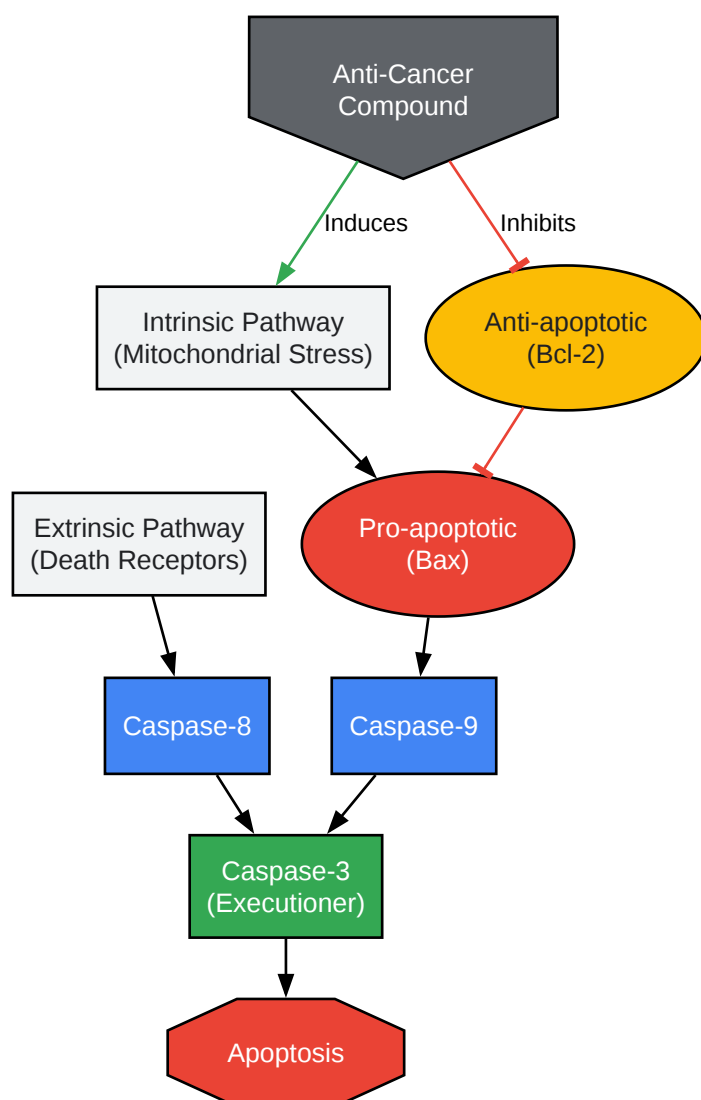 Anti-Cancer
Compound
Induces
Inhibits
Intrinsic Pathway
(Mitochondrial Stress)
Anti-apoptotic
(Bcl-2)
Extrinsic Pathway
(Death Receptors)
Pro-apoptotic
(Bax)
Caspase-8
Caspase-9
Caspase-3
(Executioner)
Apoptosis